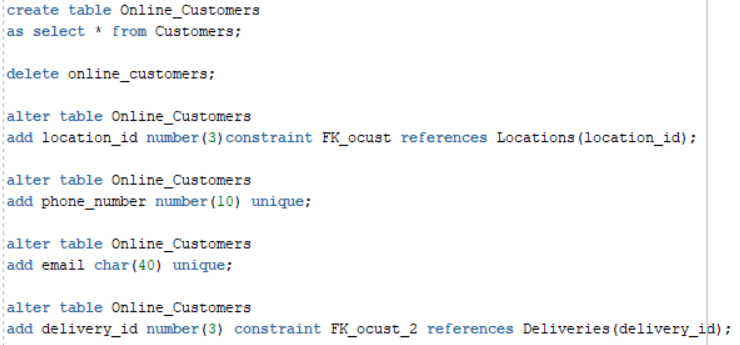 create table Online_Customers
as select * from Customers;
delete online_customers;
alter table Online_Customers
add location_id number(3)constraint FK_ocust references Locations(location_id);
alter table Online_Customers
add phone_number number(10) unique;
alter table Online_Customers
add email char(40) unique;
alter table Online_Customers
add delivery_id number(3) constraint FK_ocust_2 references Deliveries(delivery_id);